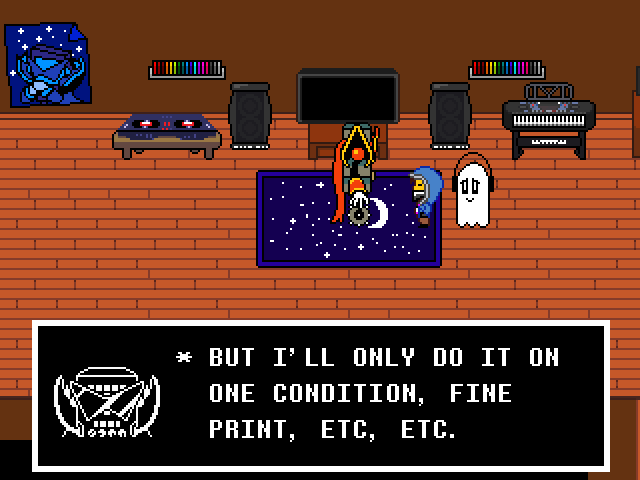 * BUT I'LL ONLY DO IT ON
ONE CONDITION, FINE
PRINT, ETC, ETC.